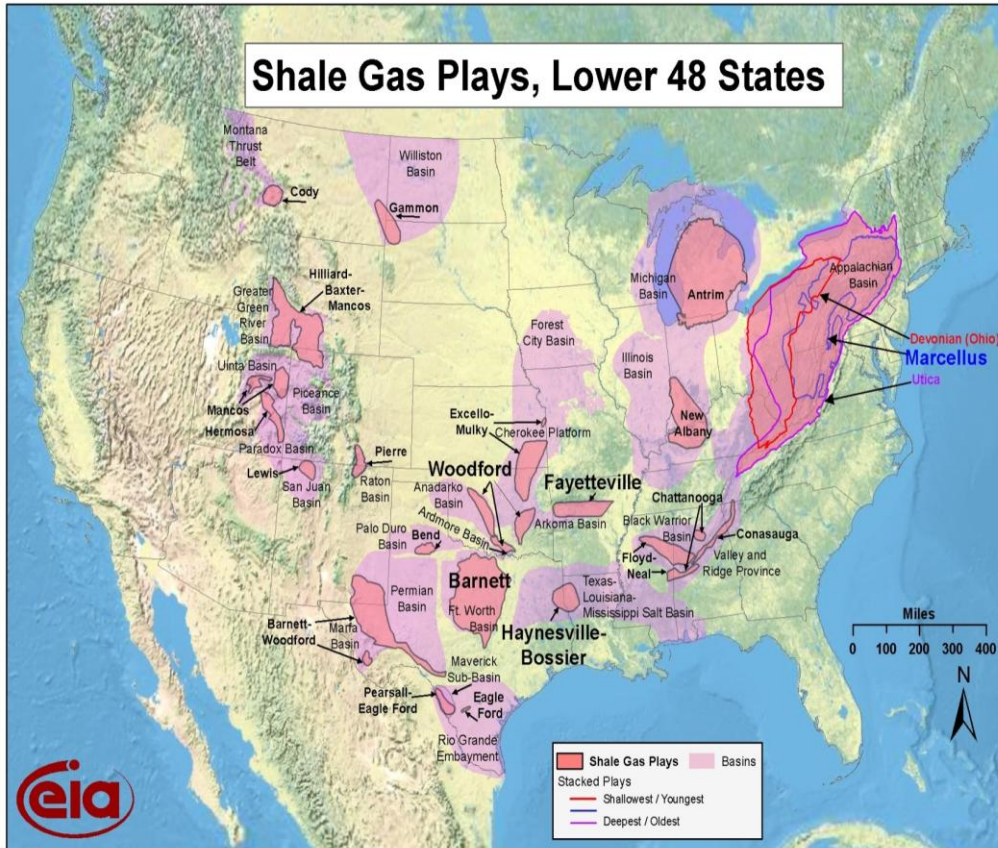 Shale Gas Plays, Lower 48 States
Montana
Thrust
Belt
Cody
Williston
Basin
Gammon
Hilliard-
Baxter-
Mancos
Greater
Green
River
Basin
Uinta Basin
Mancos
Piceance
Basin
Hermosa
Paradox Basin
Lewis
San Juan
Basin
Pierre
Raton
Basin
Michigan
Basin
Antrim
Appalachian
Basin
Devonian (Ohio)
Marcellus
Utica
Forest
City Basin
Illinois
Basin
New
Albany
Excello-
Mulky
Cherokee Platform
Woodford
Anadarko
Basin
Ardmore Basin
Palo Duro
Basin
Bend
Fayetteville
Arkoma Basin
Chattanooga
Black Warrior
Basin
Conasauga
Floyd-
Neal
Valley and
Ridge Province
Barnett
Ft. Worth
Basin
Permian
Basin
Barnett-
Woodford
Marfa
Basin
Texas-
Louisiana-
Mississippi Salt Basin
Haynesville-
Bossier
Maverick
Sub-Basin
Pearsall-
Eagle Ford
Eagle
Ford
Rio Grande
Embayment
Miles
0 100 200 300 400
N
Shale Gas Plays
Basins
Stacked Plays
Shallowest / Youngest
Deepest / Oldest
eia